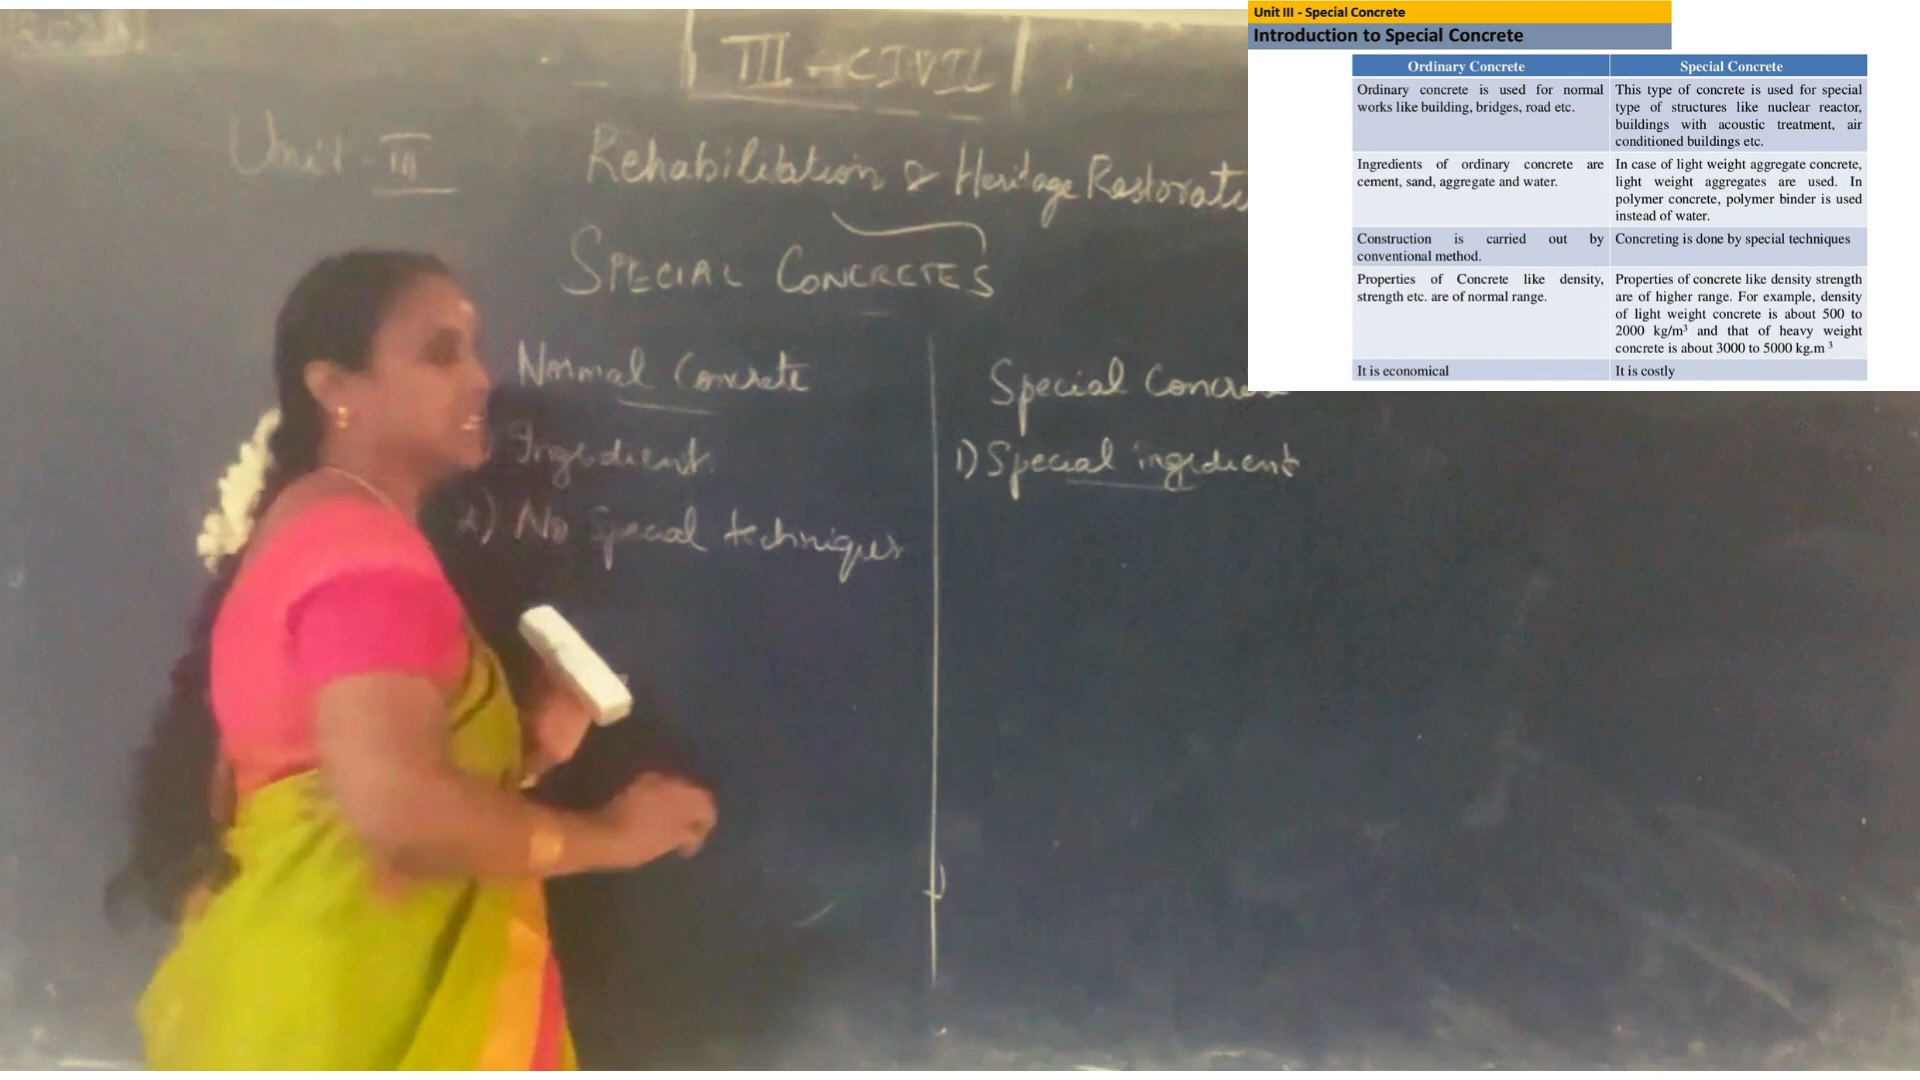 III - CIVIL
Unit - III
Rehabilitation & Heritage Restorati
SPECIAL CONCRETES
Normal Concrete
Ingredient
2) No Special techniques
Special Concre
1) Special ingredient
Unit III - Special Concrete
Introduction to Special Concrete
Ordinary Concrete
Special Concrete
Ordinary concrete is used for normal
works like building, bridges, road etc.
This type of concrete is used for special
type of structures like nuclear reactor,
buildings with acoustic treatment, air
conditioned buildings etc.
Ingredients of ordinary concrete are
cement, sand, aggregate and water.
In case of light weight aggregate concrete,
light weight aggregates are used. In
polymer concrete, polymer binder is used
instead of water.
Construction is carried out by
conventional method.
Concreting is done by special techniques
Properties of Concrete like density,
strength etc. are of normal range.
Properties of concrete like density strength
are of higher range. For example, density
of light weight concrete is about 500 to
2000 kg/m³ and that of heavy weight
concrete is about 3000 to 5000 kg.m ³
It is economical
It is costly